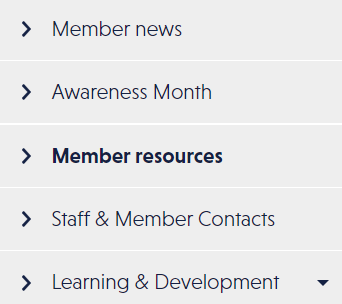 Member news
Awareness Month
Member resources
Staff & Member Contacts
Learning & Development